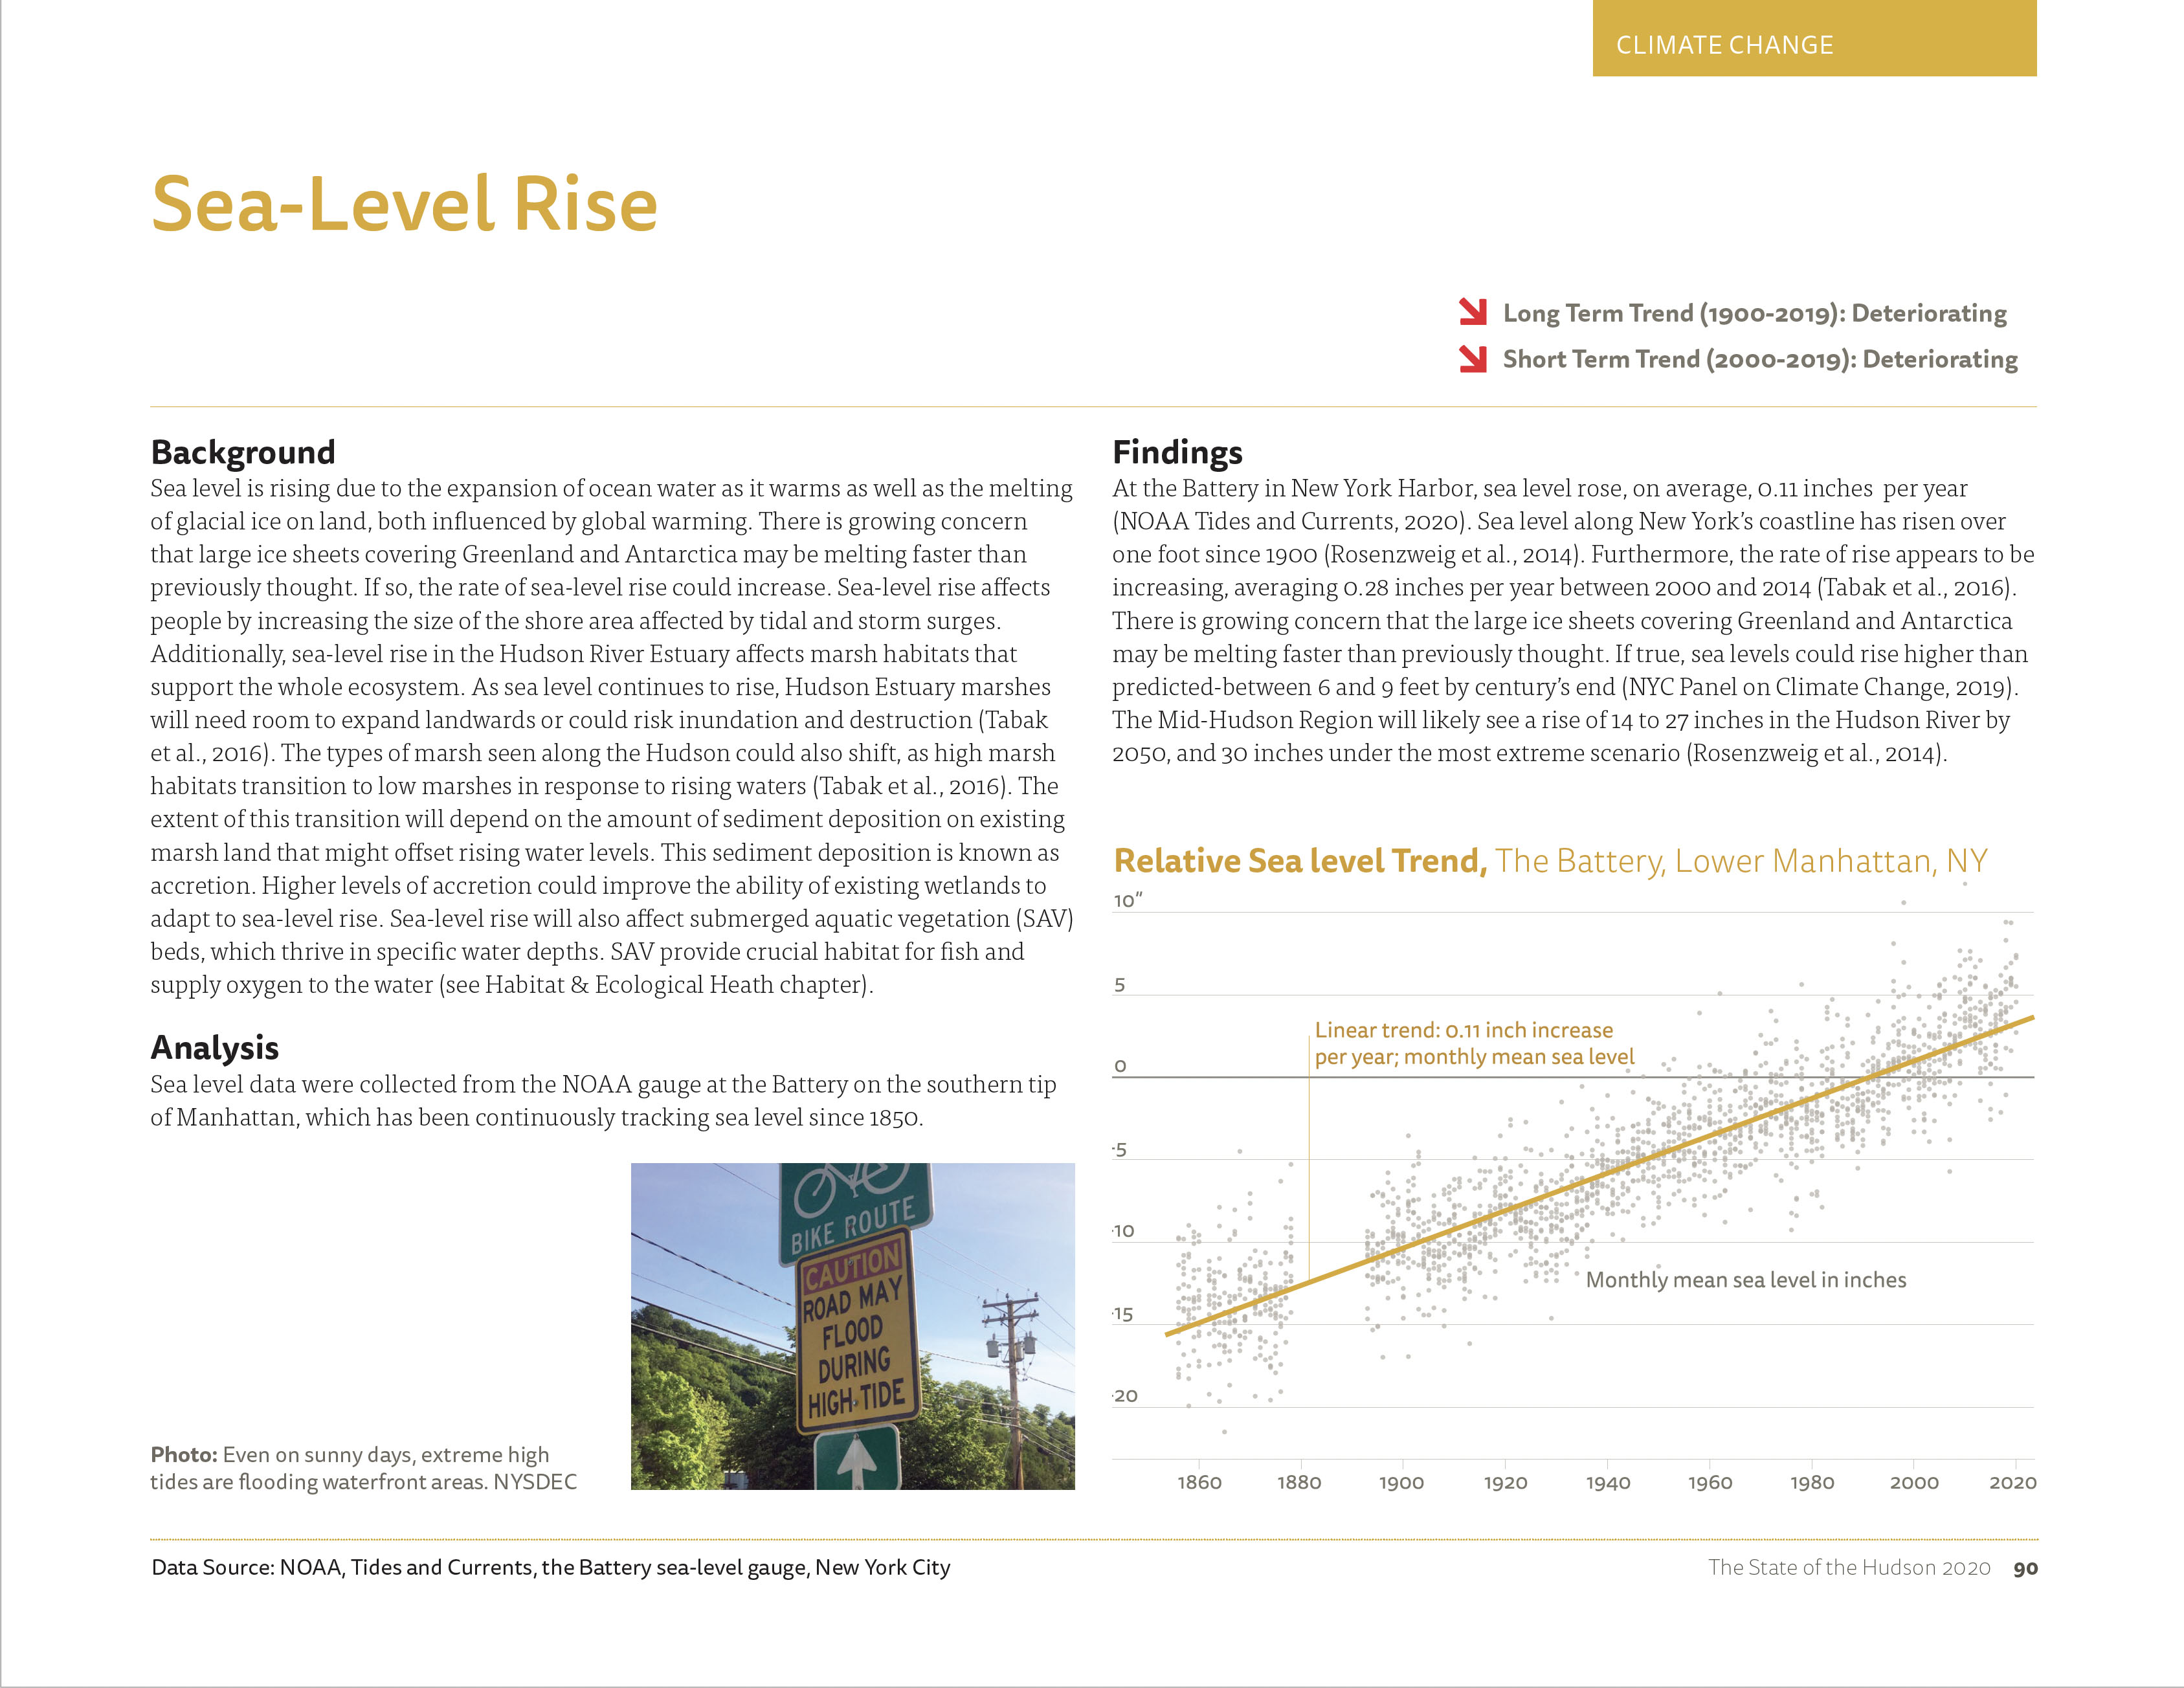 CLIMATE CHANGE
Sea-Level Rise
Long Term Trend (1900-2019): Deteriorating
Short Term Trend (2000-2019): Deteriorating
Background
Sea level is rising due to the expansion of ocean water as it warms as well as the melting
of glacial ice on land, both influenced by global warming. There is growing concern
that large ice sheets covering Greenland and Antarctica may be melting faster than
previously thought. If so, the rate of sea-level rise could increase. Sea-level rise affects
people by increasing the size of the shore area affected by tidal and storm surges.
Additionally, sea-level rise in the Hudson River Estuary affects marsh habitats that
support the whole ecosystem. As sea level continues to rise, Hudson Estuary marshes
will need room to expand landwards or could risk inundation and destruction (Tabak
et al., 2016). The types of marsh seen along the Hudson could also shift, as high marsh
habitats transition to low marshes in response to rising waters (Tabak et al., 2016). The
extent of this transition will depend on the amount of sediment deposition on existing
marsh land that might offset rising water levels. This sediment deposition is known as
accretion. Higher levels of accretion could improve the ability of existing wetlands to
adapt to sea-level rise. Sea-level rise will also affect submerged aquatic vegetation (SAV)
beds, which thrive in specific water depths. SAV provide crucial habitat for fish and
supply oxygen to the water (see Habitat & Ecological Heath chapter).
Analysis
Sea level data were collected from the NOAA gauge at the Battery on the southern tip
of Manhattan, which has been continuously tracking sea level since 1850.
BIKE ROUTE
CAUTION
ROAD MAY
FLOOD
DURING
HIGH-TIDE
Photo: Even on sunny days, extreme high
tides are flooding waterfront areas. NYSDEC
Findings
At the Battery in New York Harbor, sea level rose, on average, 0.11 inches per year
(NOAA Tides and Currents, 2020). Sea level along New York's coastline has risen over
one foot since 1900 (Rosenzweig et al., 2014). Furthermore, the rate of rise appears to be
increasing, averaging 0.28 inches per year between 2000 and 2014 (Tabak et al., 2016).
There is growing concern that the large ice sheets covering Greenland and Antarctica
may be melting faster than previously thought. If true, sea levels could rise higher than
predicted-between 6 and 9 feet by century's end (NYC Panel on Climate Change, 2019).
The Mid-Hudson Region will likely see a rise of 14 to 27 inches in the Hudson River by
2050, and 30 inches under the most extreme scenario (Rosenzweig et al., 2014).
Relative Sea level Trend, The Battery, Lower Manhattan, NY
10"
5
Linear trend: 0.11 inch increase
per year; monthly mean sea level
0
-5
-10
Monthly mean sea level in inches
-15
-20
1860 1880 1900 1920 1940 1960 1980 2000 2020
Data Source: NOAA, Tides and Currents, the Battery sea-level gauge, New York City
The State of the Hudson 2020 90